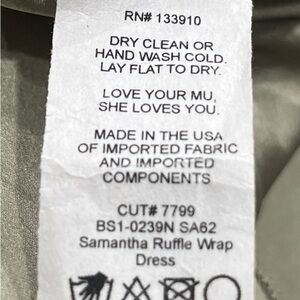 RN# 133910
DRY CLEAN OR
HAND WASH COLD.
LAY FLAT TO DRY.
LOVE YOUR MU,
SHE LOVES YOU.
MADE IN THE USA
OF IMPORTED FABRIC
AND IMPORTED
COMPONENTS
CUT# 7799
BS1-0239N SA62
Samantha Ruffle Wrap
Dress